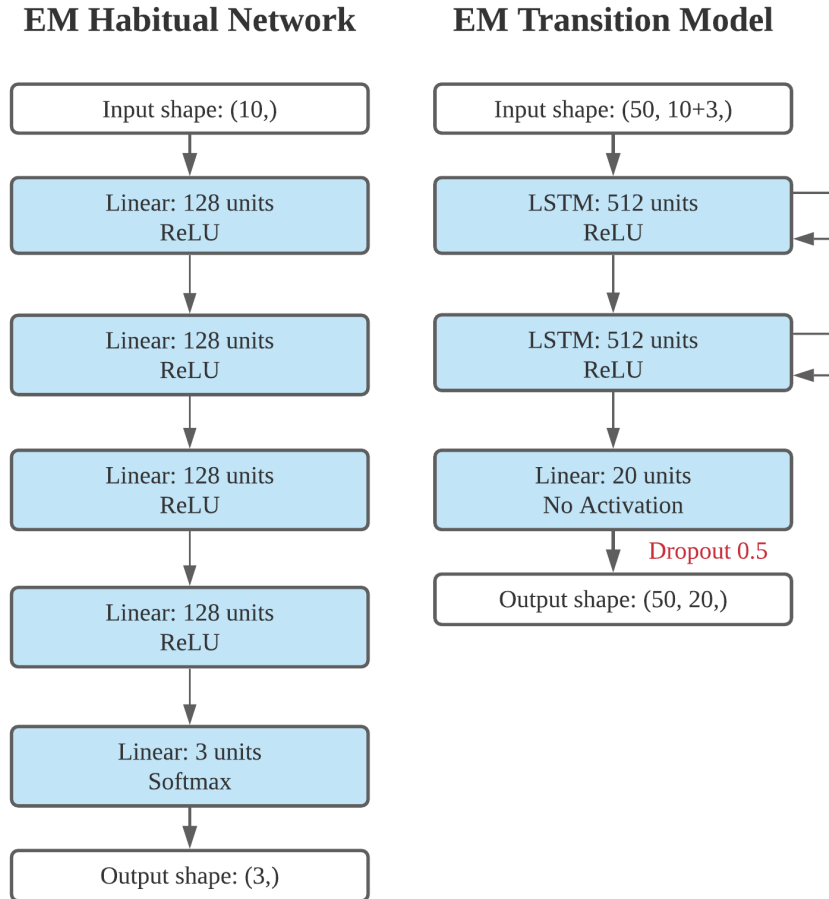 EM Habitual Network
Input shape: (10,)
Linear: 128 units
ReLU
Linear: 128 units
ReLU
Linear: 128 units
ReLU
Linear: 128 units
ReLU
Linear: 3 units
Softmax
Output shape: (3,)
EM Transition Model
Input shape: (50, 10+3,)
LSTM: 512 units
ReLU
LSTM: 512 units
ReLU
Linear: 20 units
No Activation
Dropout 0.5
Output shape: (50, 20,)